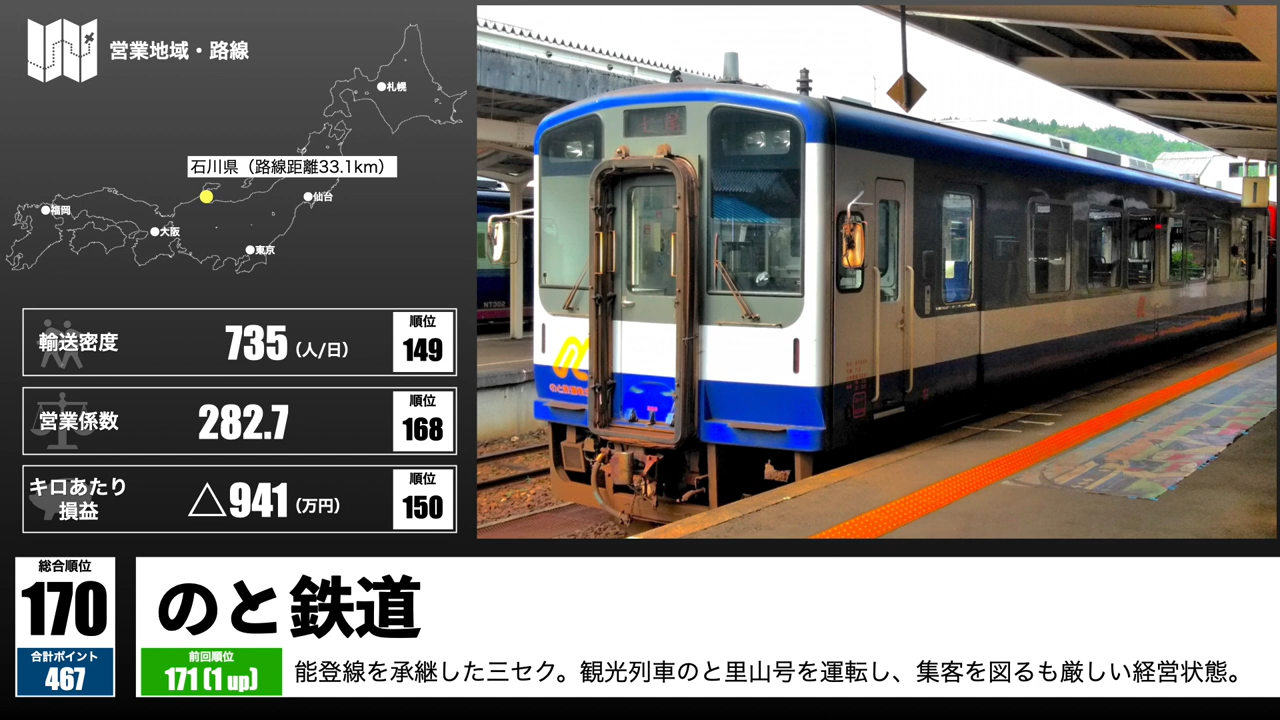 営業地域・路線
札幌
石川県（路線距離33.1km）
仙台
福岡
大阪
東京
輸送密度
735（人/日）
順位
149
営業係数
282.7
順位
168
キロあたり
損益
△941（万円）
順位
150
総合順位
170
合計ポイント
467
のと鉄道
前回順位
171 (1 up)
能登線を承継した三セク。観光列車のと里山号を運転し、集客を図るも厳しい経営状態。
NT302